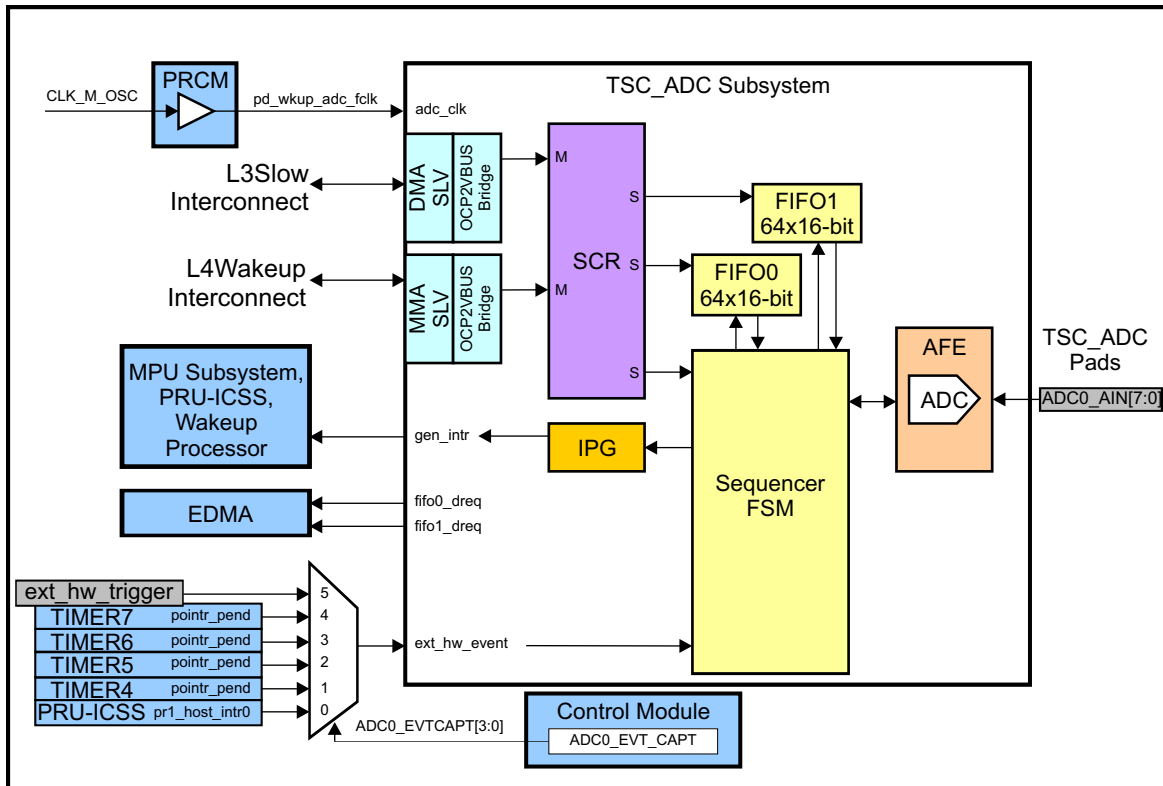 PRCM
CLK_M_OSC
pd_wkup_adc_fclk
TSC_ADC Subsystem
adc_clk
L3Slow
Interconnect
DMA
SLV
OCP2VBUS
Bridge
M
S
FIFO1
64x16-bit
L4Wakeup
Interconnect
MMA
SLV
OCP2VBUS
Bridge
SCR
M
S
FIFO0
64x16-bit
S
MPU Subsystem,
PRU-ICSS,
Wakeup
Processor
gen_intr
IPG
Sequencer
FSM
AFE
ADC
TSC_ADC
Pads
ADC0_AIN[7:0]
EDMA
fifo0_dreq
fifo1_dreq
ext_hw_trigger
5
TIMER7 pointr_pend
4
TIMER6 pointr_pend
3
TIMER5 pointr_pend
2
TIMER4 pointr_pend
1
PRU-ICSS pr1_host_intr0
0
ext_hw_event
ADC0_EVTCAPT[3:0]
Control Module
ADC0_EVT_CAPT